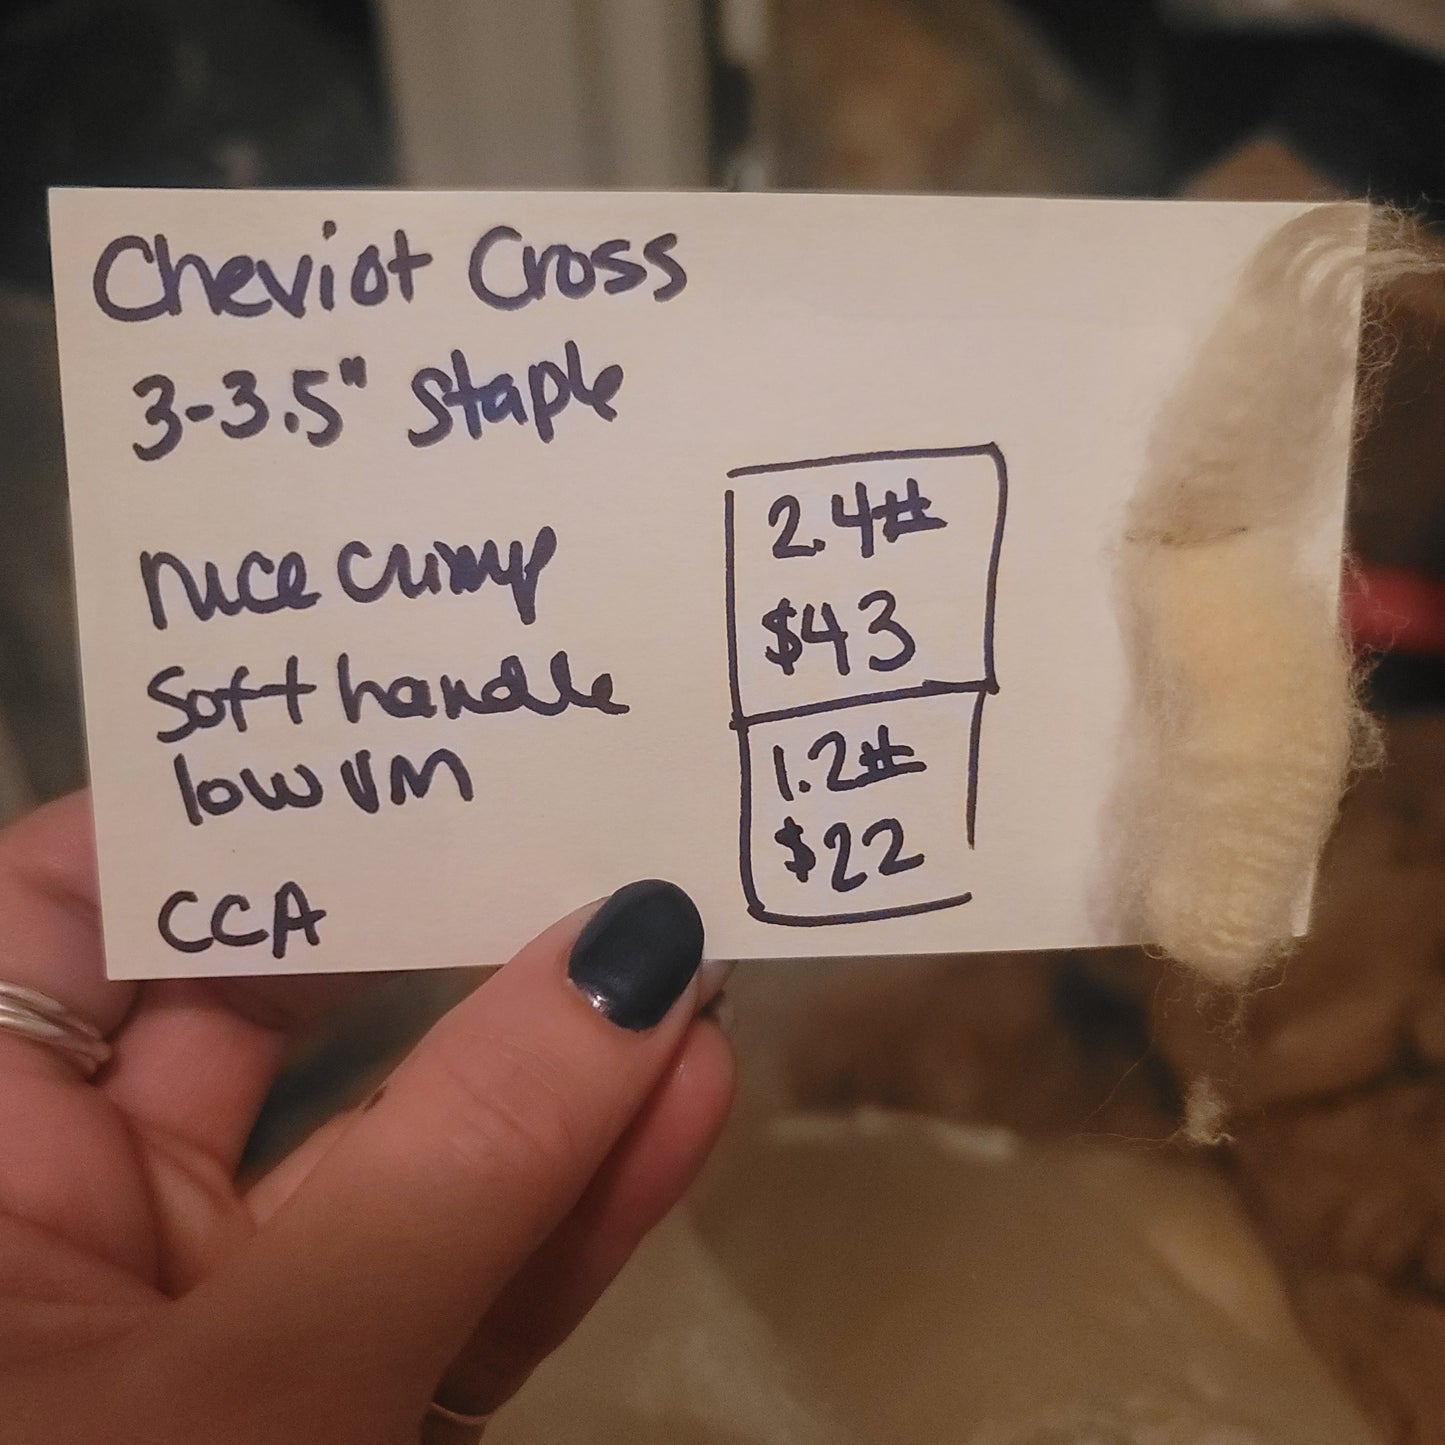 Cheviot Cross
3-3.5" Staple
nice crimp
Soft handle
low VM
CCA
2.4#
$43
1.2#
$22